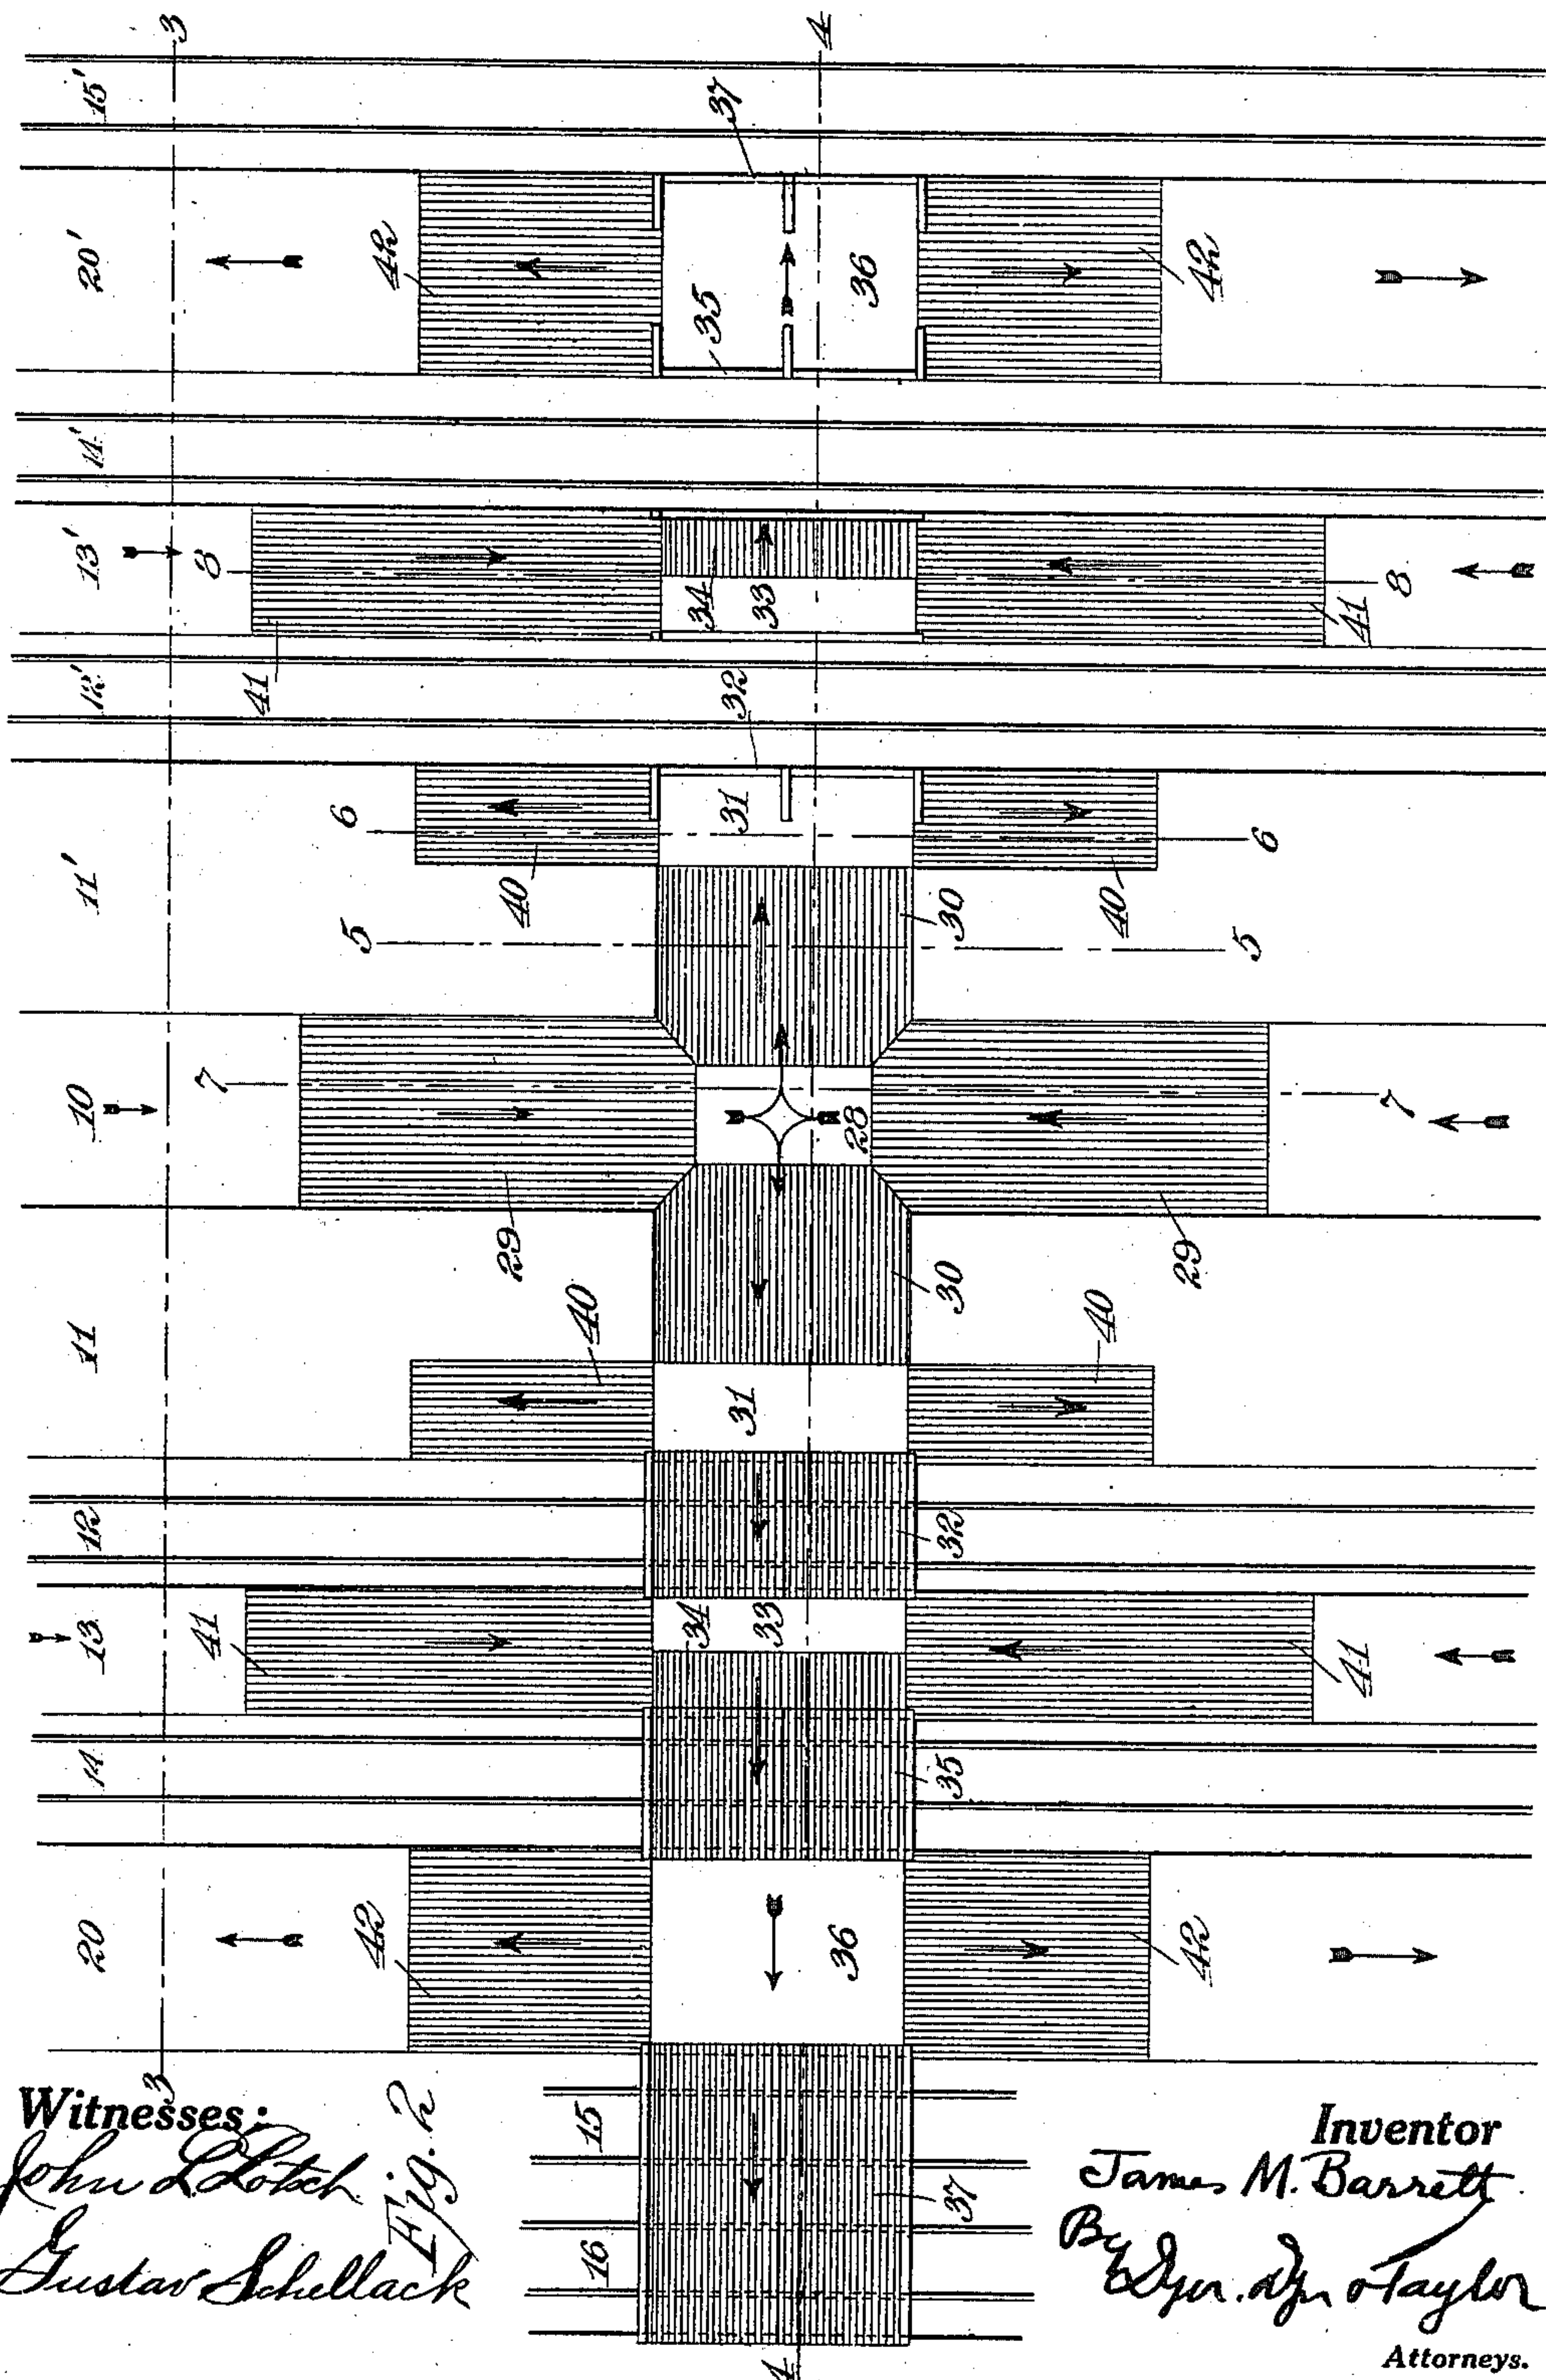 3 4
15'
37
20' 42 35 36 42
14'
13' 8 34 33 8
41 41
12' 32
6 31 6
11' 40 30 40
5 5
10 7 28 7
29 29
11 40 30 40
31
12 32
13 41 34 33 41
14 35
20 42 36 42
3
Witnesses:
John L Lotsch
Gustav Schellack
Fig. 2
15
16 37
4
Inventor
James M. Barrett
By Dyer, Dyer & Taylor
Attorneys.